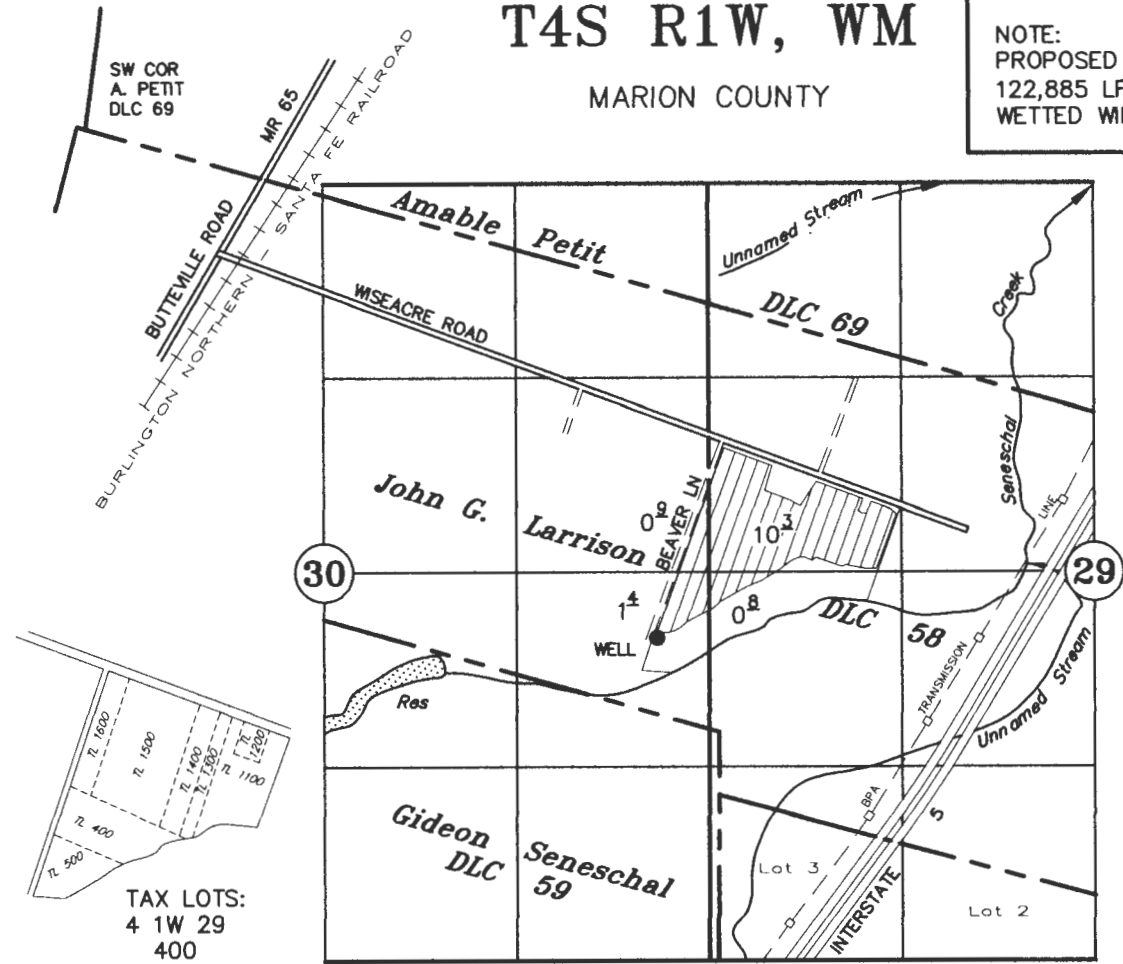 T4S R1W, WM
MARION COUNTY
NOTE:
PROPOSED
122,885 LF
WETTED WI
SW COR
A. PETIT
DLC 69
MR 65
BUTTEVILLE ROAD
BURLINGTON NORTHERN - SANTA FE RAILROAD
Amable Petit
DLC 69
Unnamed Stream
Seneschal Creek
WISEACRE ROAD
John G. Larrison
DLC 58
BEAVER LN
0 9
10 3
1 4
0 8
WELL
30
29
Res
BPA TRANSMISSION LINE
Unnamed Stream
INTERSTATE 5
Gideon Seneschal
DLC 59
Lot 3
Lot 2
TL 1600
TL 1500
TL 1400
TL 1300
TL 1200
TL 1100
TL 400
TL 500
TAX LOTS:
4 1W 29
400